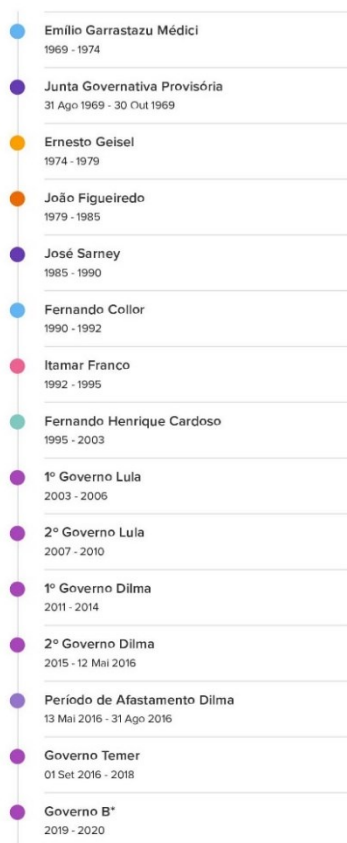 Emílio Garrastazu Médici
1969 - 1974
Junta Governativa Provisória
31 Ago 1969 - 30 Out 1969
Ernesto Geisel
1974 - 1979
João Figueiredo
1979 - 1985
José Sarney
1985 - 1990
Fernando Collor
1990 - 1992
Itamar Franco
1992 - 1995
Fernando Henrique Cardoso
1995 - 2003
1º Governo Lula
2003 - 2006
2º Governo Lula
2007 - 2010
1º Governo Dilma
2011 - 2014
2º Governo Dilma
2015 - 12 Mai 2016
Período de Afastamento Dilma
13 Mai 2016 - 31 Ago 2016
Governo Temer
01 Set 2016 - 2018
Governo B*
2019 - 2020